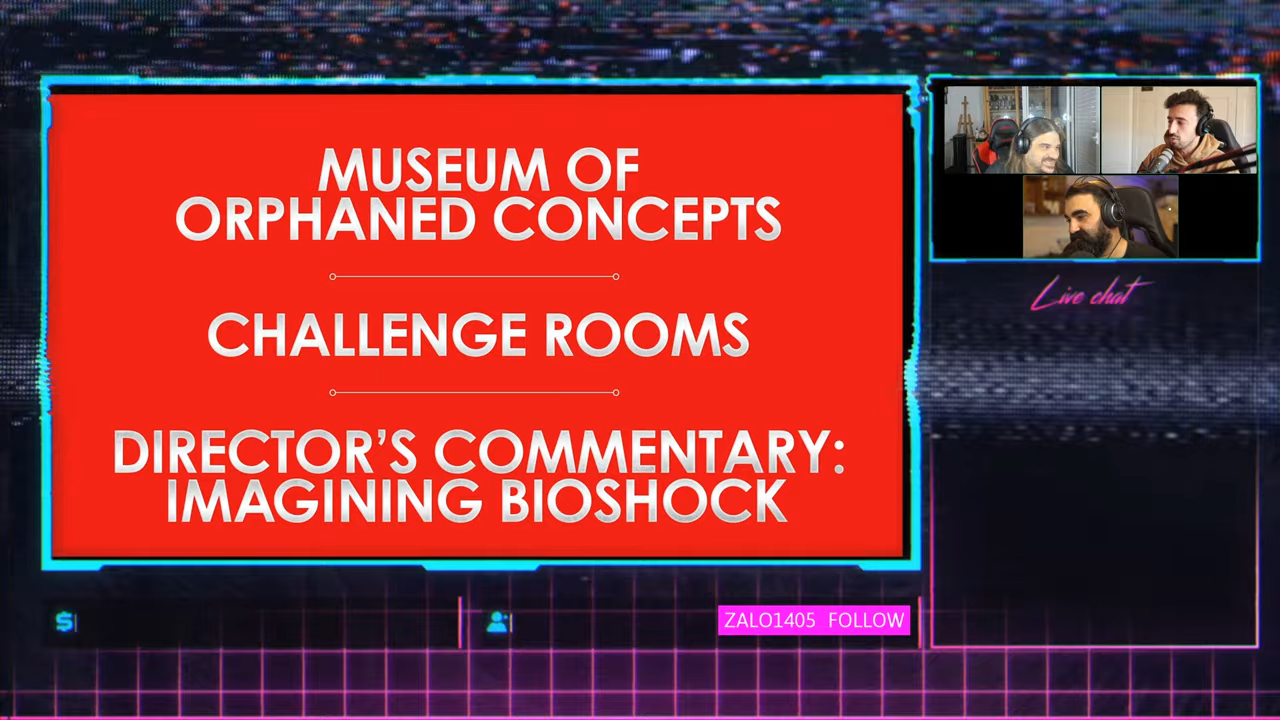 MUSEUM OF
ORPHANED CONCEPTS
CHALLENGE ROOMS
DIRECTOR'S COMMENTARY:
IMAGINING BIOSHOCK
Live chat
$
ZALO1405 FOLLOW